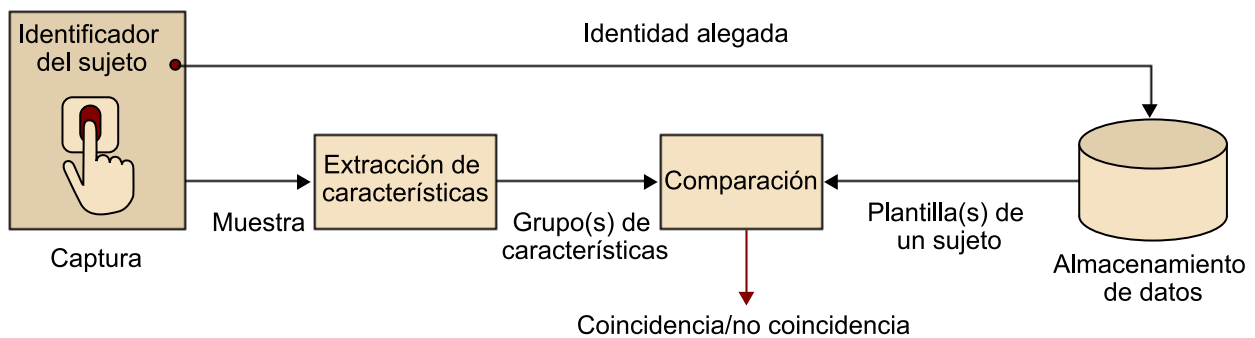 Identificador
del sujeto
Identidad alegada
Extracción de
características
Comparación
Muestra
Grupo(s) de
características
Plantilla(s) de
un sujeto
Captura
Almacenamiento
de datos
Coincidencia/no coincidencia